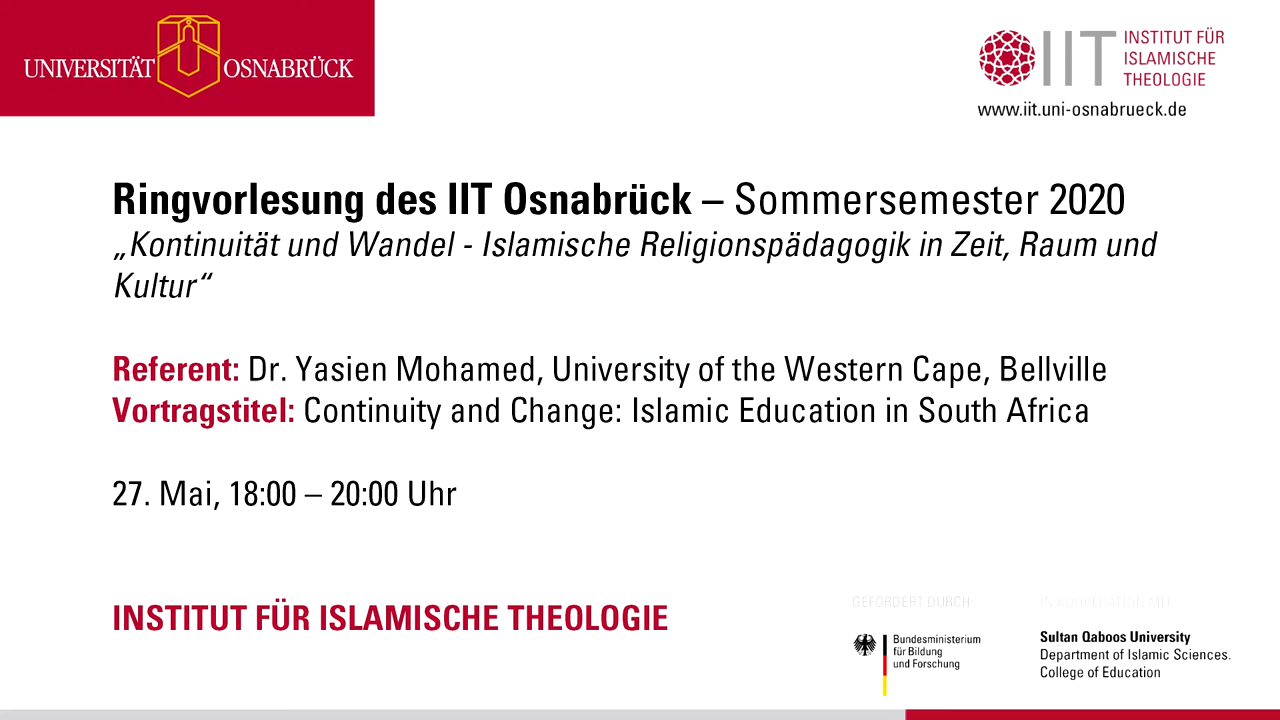 UNIVERSITÄT OSNABRÜCK
IIT INSTITUT FÜR
ISLAMISCHE
THEOLOGIE
www.iit.uni-osnabrueck.de
Ringvorlesung des IIT Osnabrück – Sommersemester 2020
„Kontinuität und Wandel - Islamische Religionspädagogik in Zeit, Raum und
Kultur“
Referent: Dr. Yasien Mohamed, University of the Western Cape, Bellville
Vortragstitel: Continuity and Change: Islamic Education in South Africa
27. Mai, 18:00 – 20:00 Uhr
INSTITUT FÜR ISLAMISCHE THEOLOGIE
GEFÖRDERT DURCH:
Bundesministerium
für Bildung
und Forschung
IN KOOPERATION MIT:
Sultan Qaboos University
Department of Islamic Sciences.
College of Education